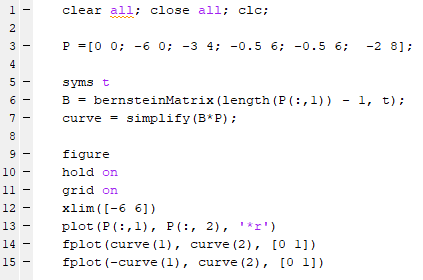 1 - clear all; close all; clc;
2
3 - P =[0 0; -6 0; -3 4; -0.5 6; -0.5 6;  -2 8];
4
5 - syms t
6 - B = bernsteinMatrix(length(P(:,1)) - 1, t);
7 - curve = simplify(B*P);
8
9 - figure
10 - hold on
11 - grid on
12 - xlim([-6 6])
13 - plot(P(:,1), P(:, 2), '*r')
14 - fplot(curve(1), curve(2), [0 1])
15 - fplot(-curve(1), curve(2), [0 1])